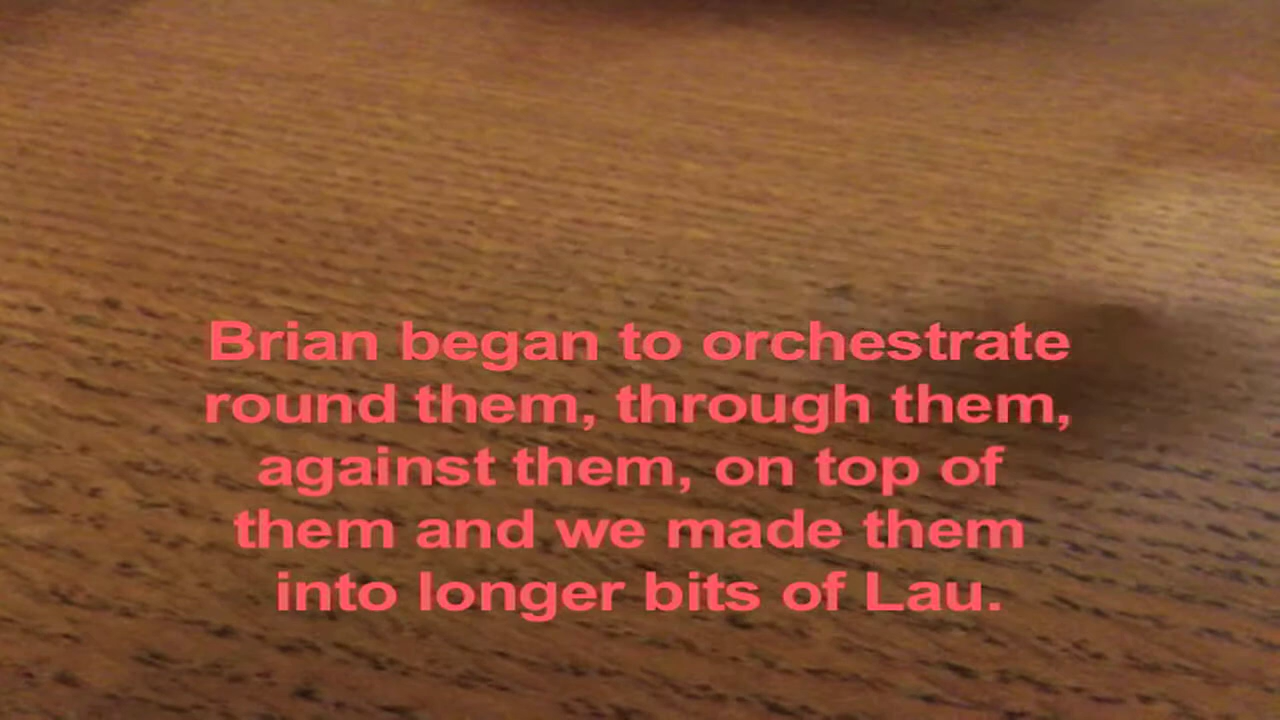 Brian began to orchestrate
round them, through them,
against them, on top of
them and we made them
into longer bits of Lau.